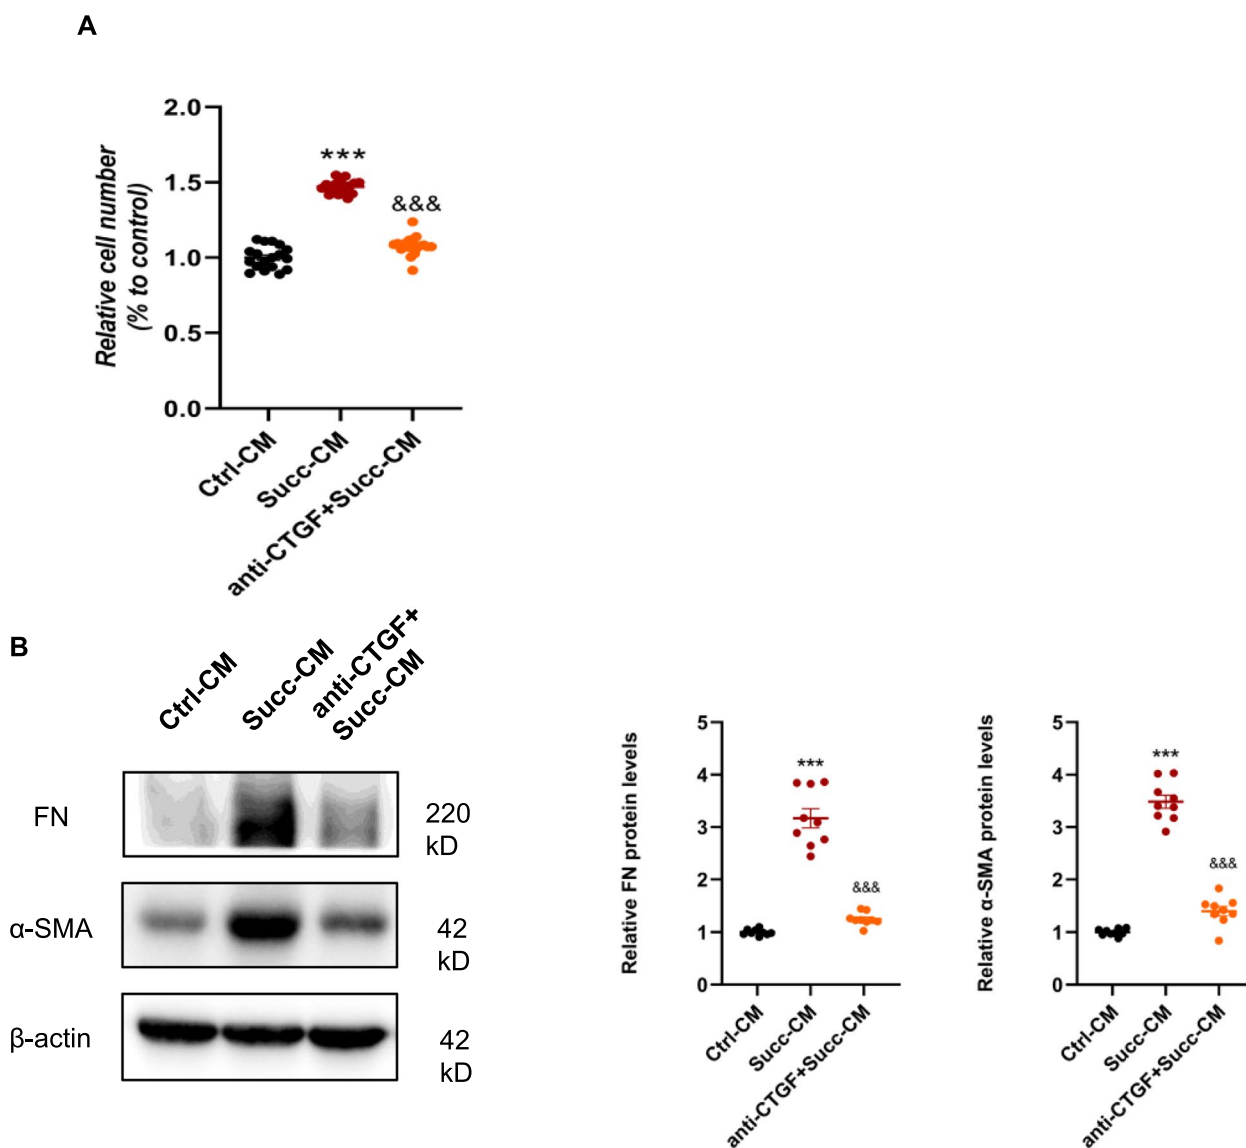 A
Relative cell number
(% to control)
2.0
1.5
1.0
0.5
0.0
***
&&&
Ctrl-CM
Succ-CM
anti-CTGF+Succ-CM
B
Ctrl-CM
Succ-CM
anti-CTGF+
Succ-CM
FN
220
kD
α-SMA
42
kD
β-actin
42
kD
Relative FN protein levels
5
4
3
2
1
0
***
&&&
Ctrl-CM
Succ-CM
anti-CTGF+Succ-CM
Relative α-SMA protein levels
5
4
3
2
1
0
***
&&&
Ctrl-CM
Succ-CM
anti-CTGF+Succ-CM